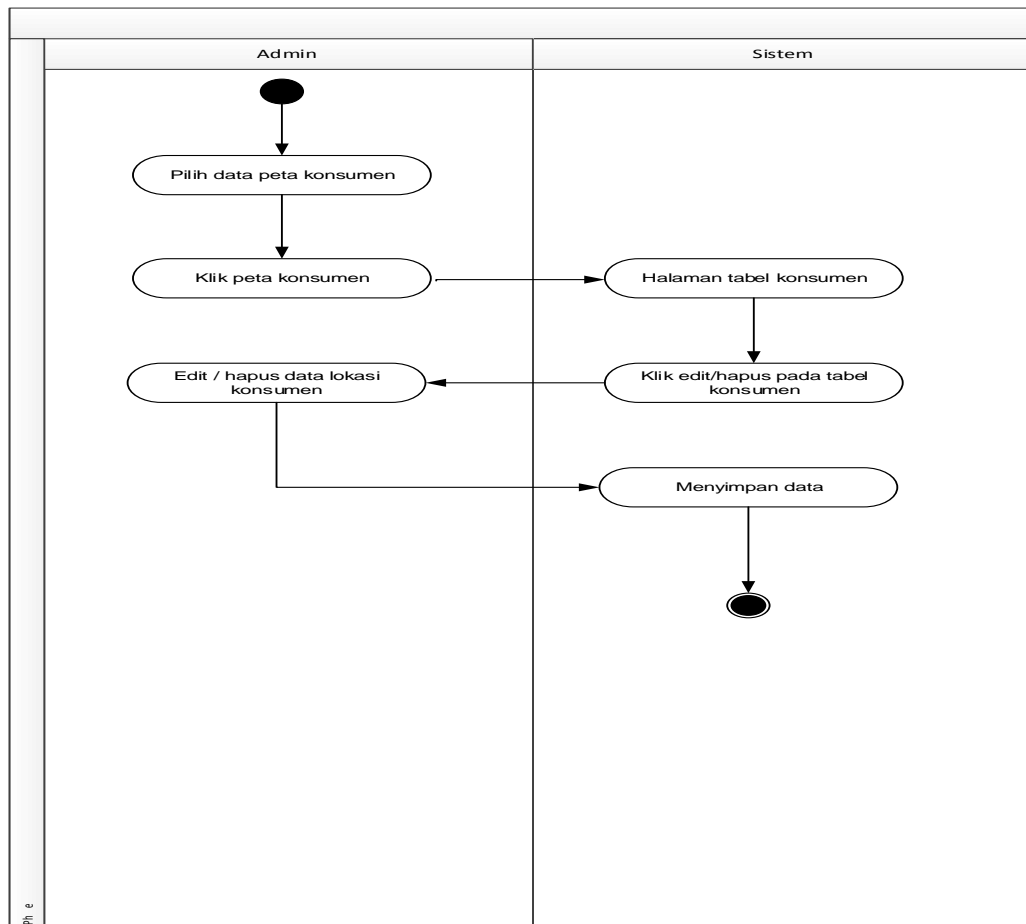 Admin
Sistem
Pilih data peta konsumen
Klik peta konsumen
Halaman tabel konsumen
Edit / hapus data lokasi
konsumen
Klik edit/hapus pada tabel
konsumen
Menyimpan data